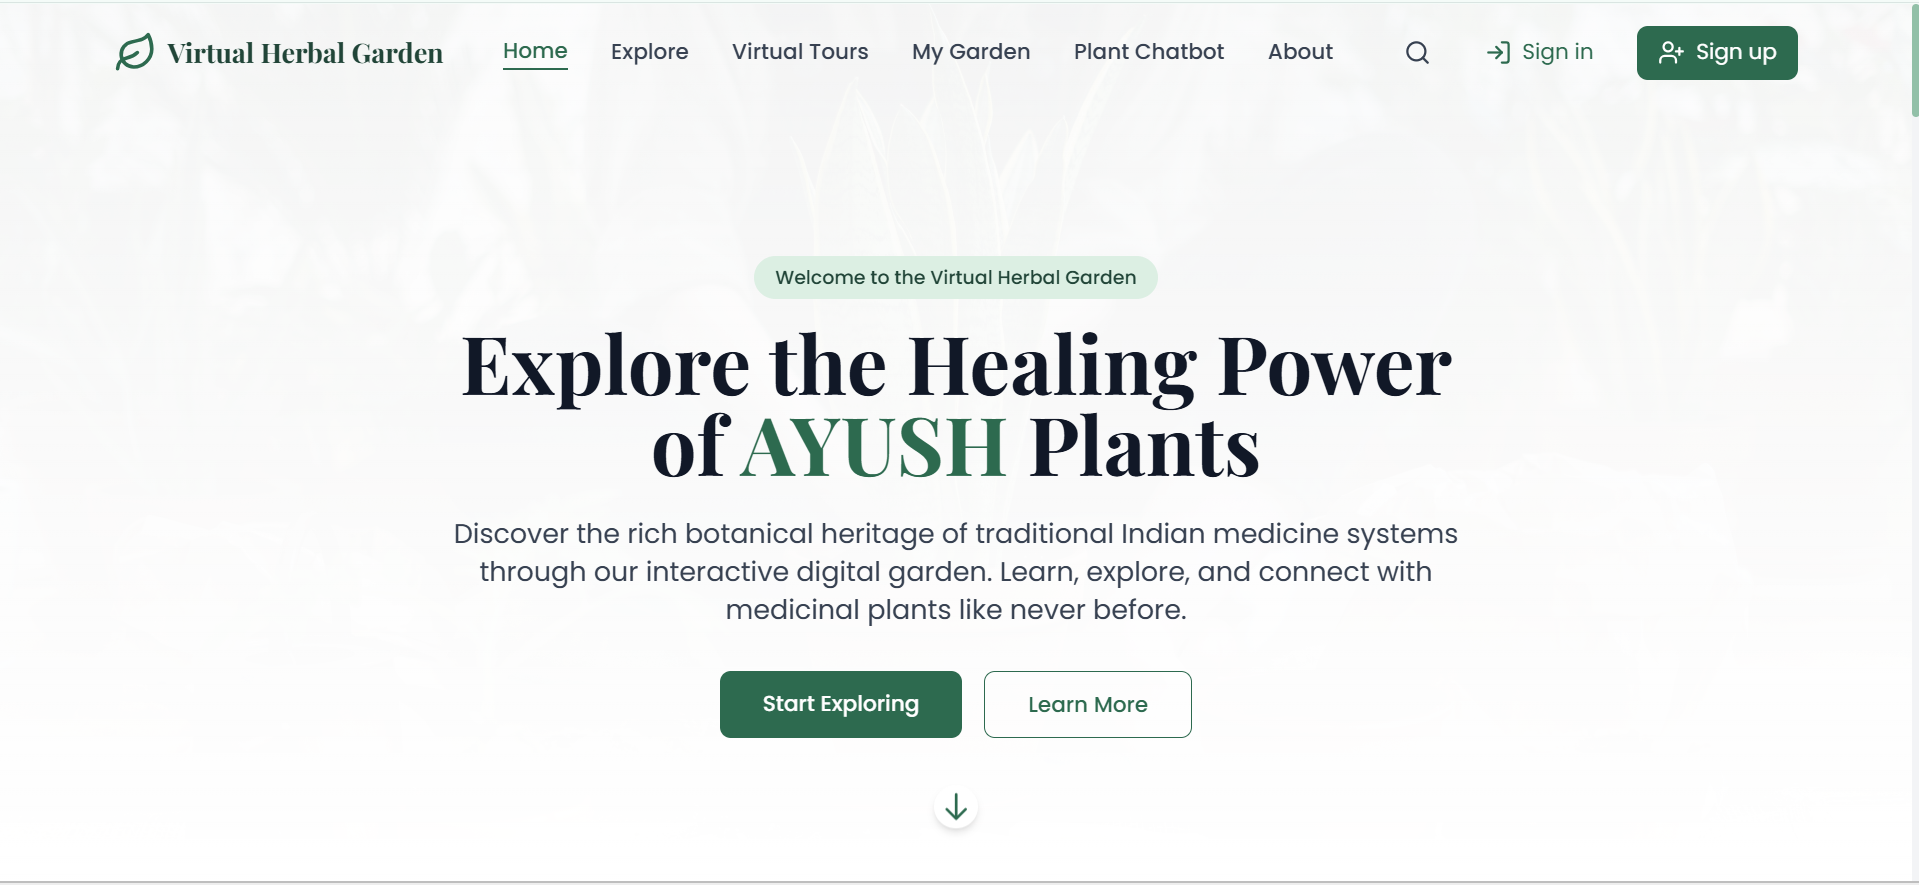 Virtual Herbal Garden
Home Explore Virtual Tours My Garden Plant Chatbot About Sign in Sign up
Welcome to the Virtual Herbal Garden
Explore the Healing Power
of AYUSH Plants
Discover the rich botanical heritage of traditional Indian medicine systems
through our interactive digital garden. Learn, explore, and connect with
medicinal plants like never before.
Start Exploring Learn More